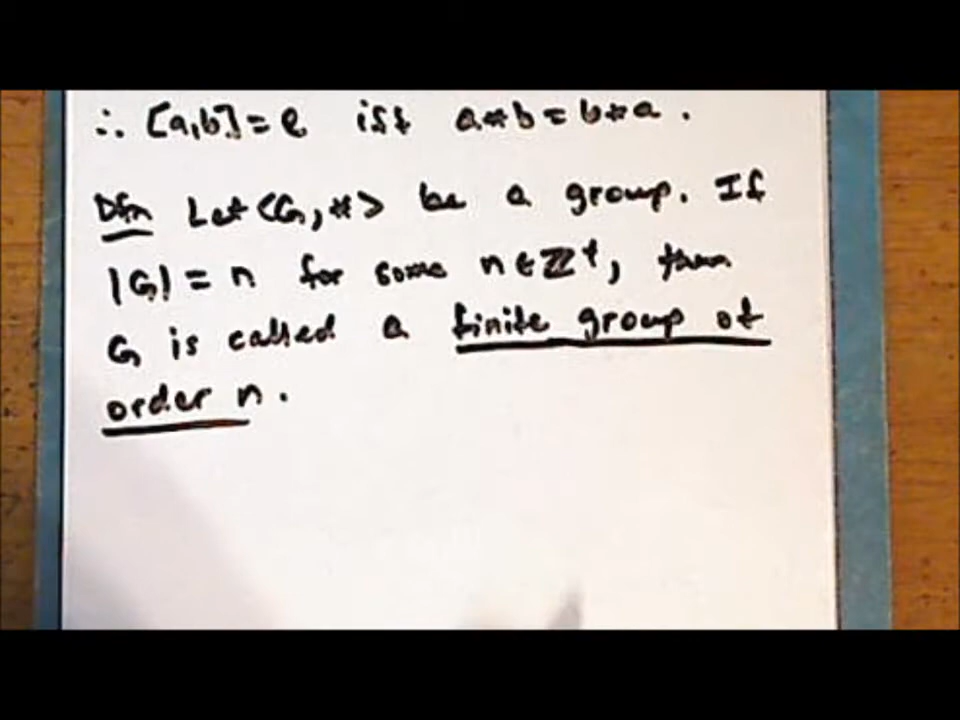 ∴ [a,b]=e iff a*b=b*a.
Dfn Let <G,*> be a group. If
|G|=n for some n∈ℤ⁺, then
G is called a finite group of
order n.